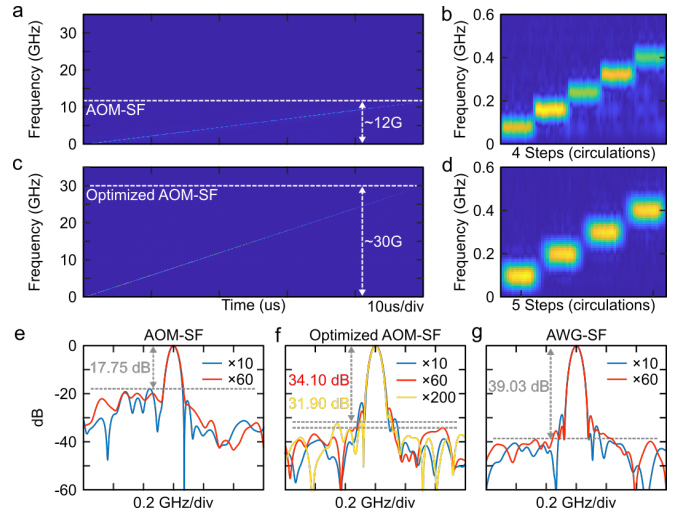 a
b
Frequency (GHz)
30
20
10
0
AOM-SF
~12G
Frequency (GHz)
0.6
0.4
0.2
0
4 Steps (circulations)
c
d
Frequency (GHz)
30
20
10
0
Optimized AOM-SF
~30G
Time (us)
10us/div
Frequency (GHz)
0.6
0.4
0.2
0
5 Steps (circulations)
e
AOM-SF
dB
0
-20
-40
-60
17.75 dB
×10
×60
0.2 GHz/div
f
Optimized AOM-SF
34.10 dB
31.90 dB
×10
×60
×200
0.2 GHz/div
g
AWG-SF
39.03 dB
×10
×60
0.2 GHz/div